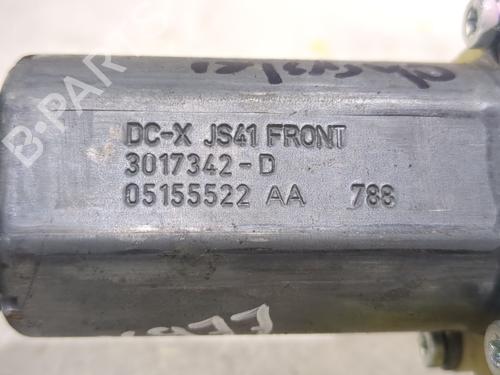 DC-X JS41 FRONT
3017342-D
05155522 AA 788
B-PARTS